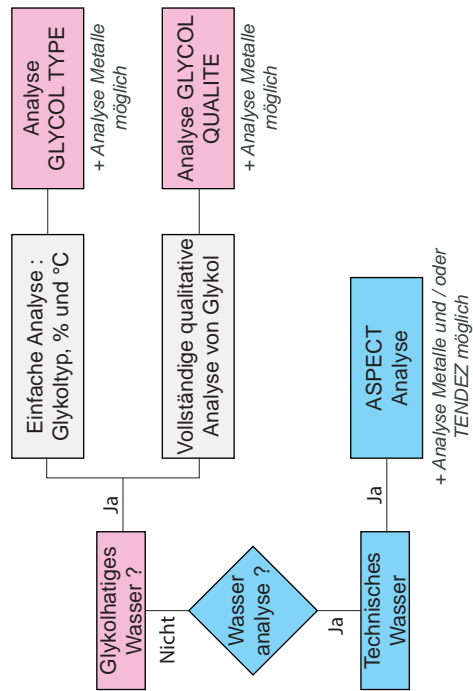 Glykolhatiges
Wasser ?
Ja
Einfache Analyse :
Glykoltyp, % und °C
Analyse
GLYCOL TYPE
+ Analyse Metalle
möglich
Vollständige qualitative
Analyse von Glykol
Analyse GLYCOL
QUALITE
+ Analyse Metalle
möglich
Nicht
Wasser
analyse ?
Ja
Technisches
Wasser
Ja
ASPECT
Analyse
+ Analyse Metalle und / oder
TENDEZ möglich